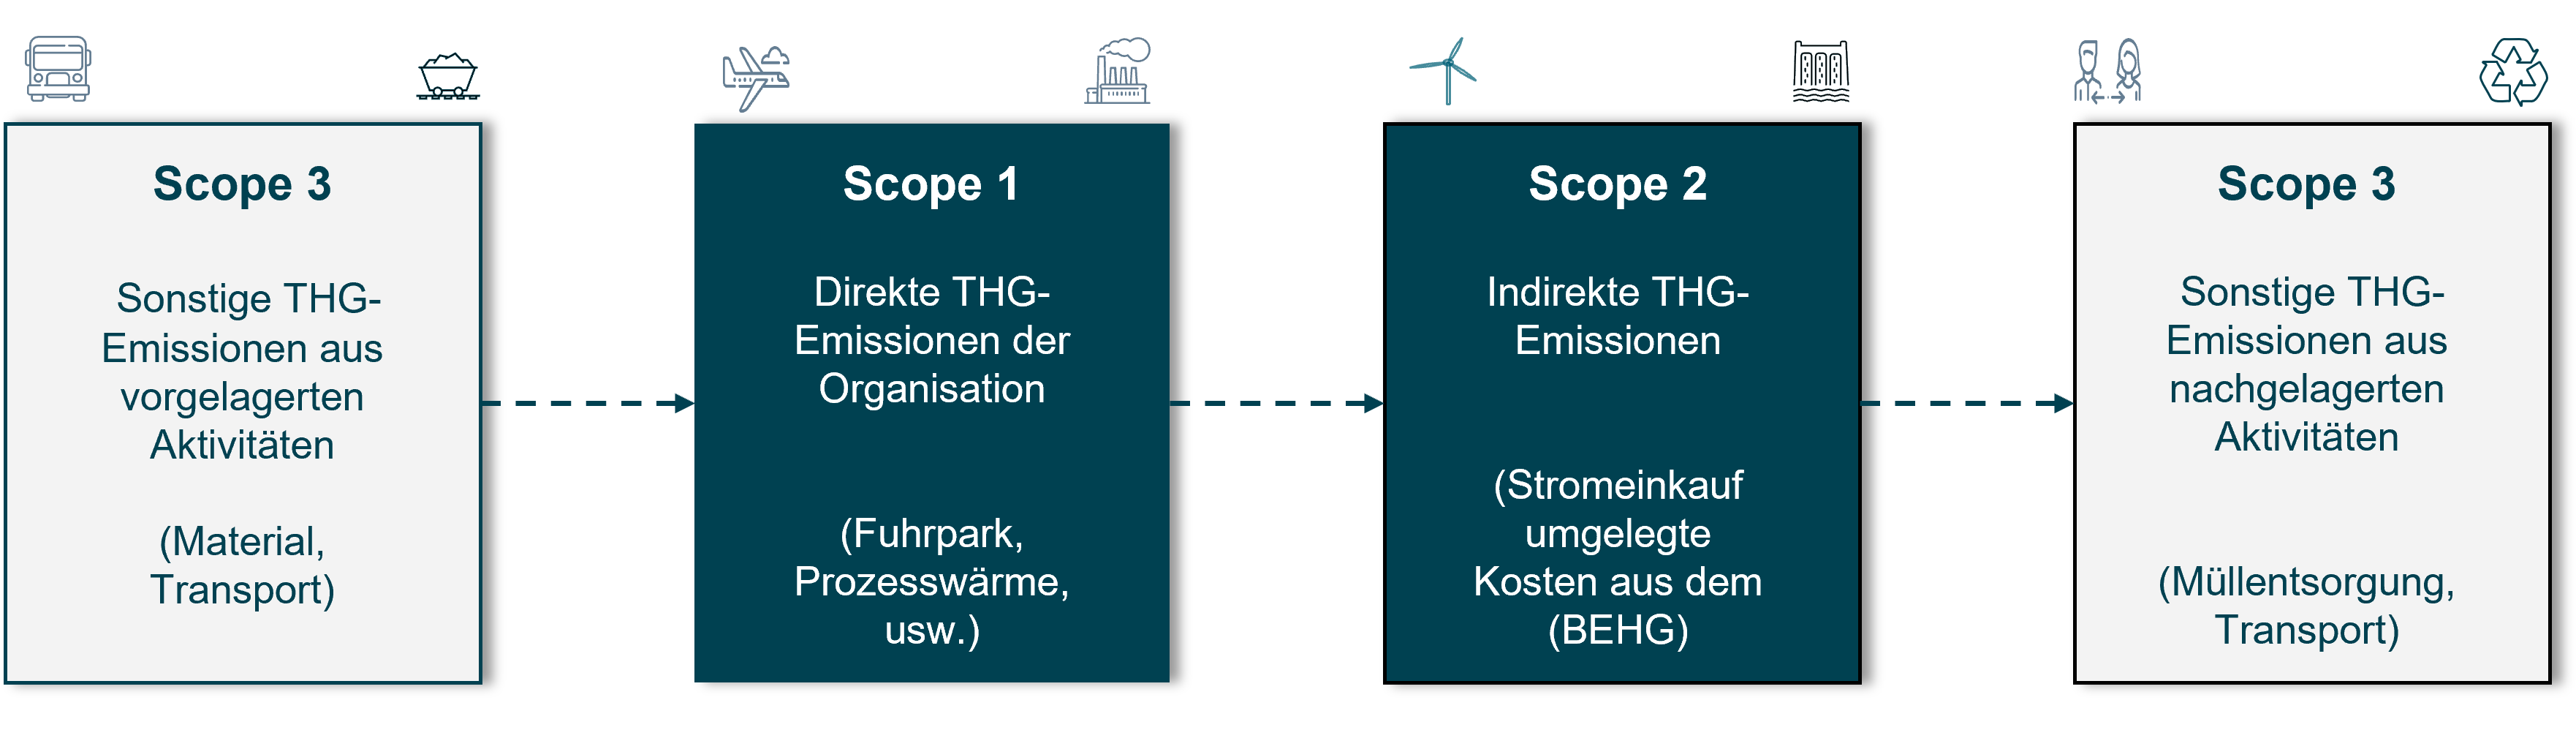 Scope 3
Sonstige THG-
Emissionen aus
vorgelagerten
Aktivitäten
(Material,
Transport)
Scope 1
Direkte THG-
Emissionen der
Organisation
(Fuhrpark,
Prozesswärme,
usw.)
Scope 2
Indirekte THG-
Emissionen
(Stromeinkauf
umgelegte
Kosten aus dem
(BEHG)
Scope 3
Sonstige THG-
Emissionen aus
nachgelagerten
Aktivitäten
(Müllentsorgung,
Transport)